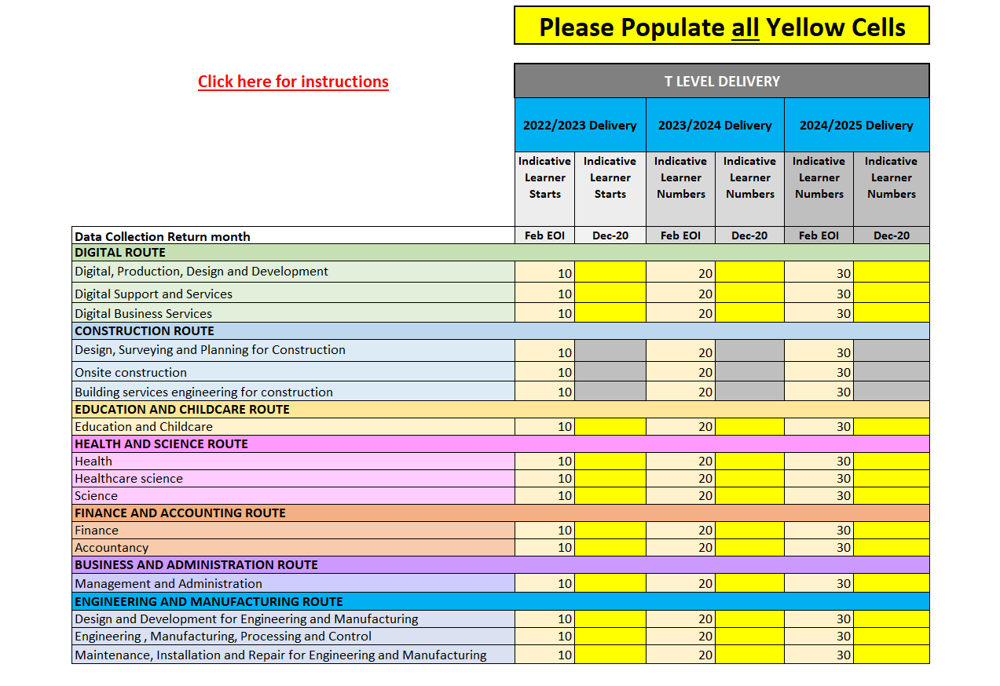 Please Populate all Yellow Cells
Click here for instructions
T LEVEL DELIVERY
2022/2023 Delivery 2023/2024 Delivery 2024/2025 Delivery
Indicative Indicative Indicative Indicative Indicative Indicative
Learner Learner Learner Learner Learner Learner
Starts Starts Numbers Numbers Numbers Numbers
Data Collection Return month Feb EOI Dec-20 Feb EOI Dec-20 Feb EOI Dec-20
DIGITAL ROUTE
Digital, Production, Design and Development 10 20 30
Digital Support and Services 10 20 30
Digital Business Services 10 20 30
CONSTRUCTION ROUTE
Design, Surveying and Planning for Construction 10 20 30
Onsite construction 10 20 30
Building services engineering for construction 10 20 30
EDUCATION AND CHILDCARE ROUTE
Education and Childcare 10 20 30
HEALTH AND SCIENCE ROUTE
Health 10 20 30
Healthcare science 10 20 30
Science 10 20 30
FINANCE AND ACCOUNTING ROUTE
Finance 10 20 30
Accountancy 10 20 30
BUSINESS AND ADMINISTRATION ROUTE
Management and Administration 10 20 30
ENGINEERING AND MANUFACTURING ROUTE
Design and Development for Engineering and Manufacturing 10 20 30
Engineering , Manufacturing, Processing and Control 10 20 30
Maintenance, Installation and Repair for Engineering and Manufacturing 10 20 30